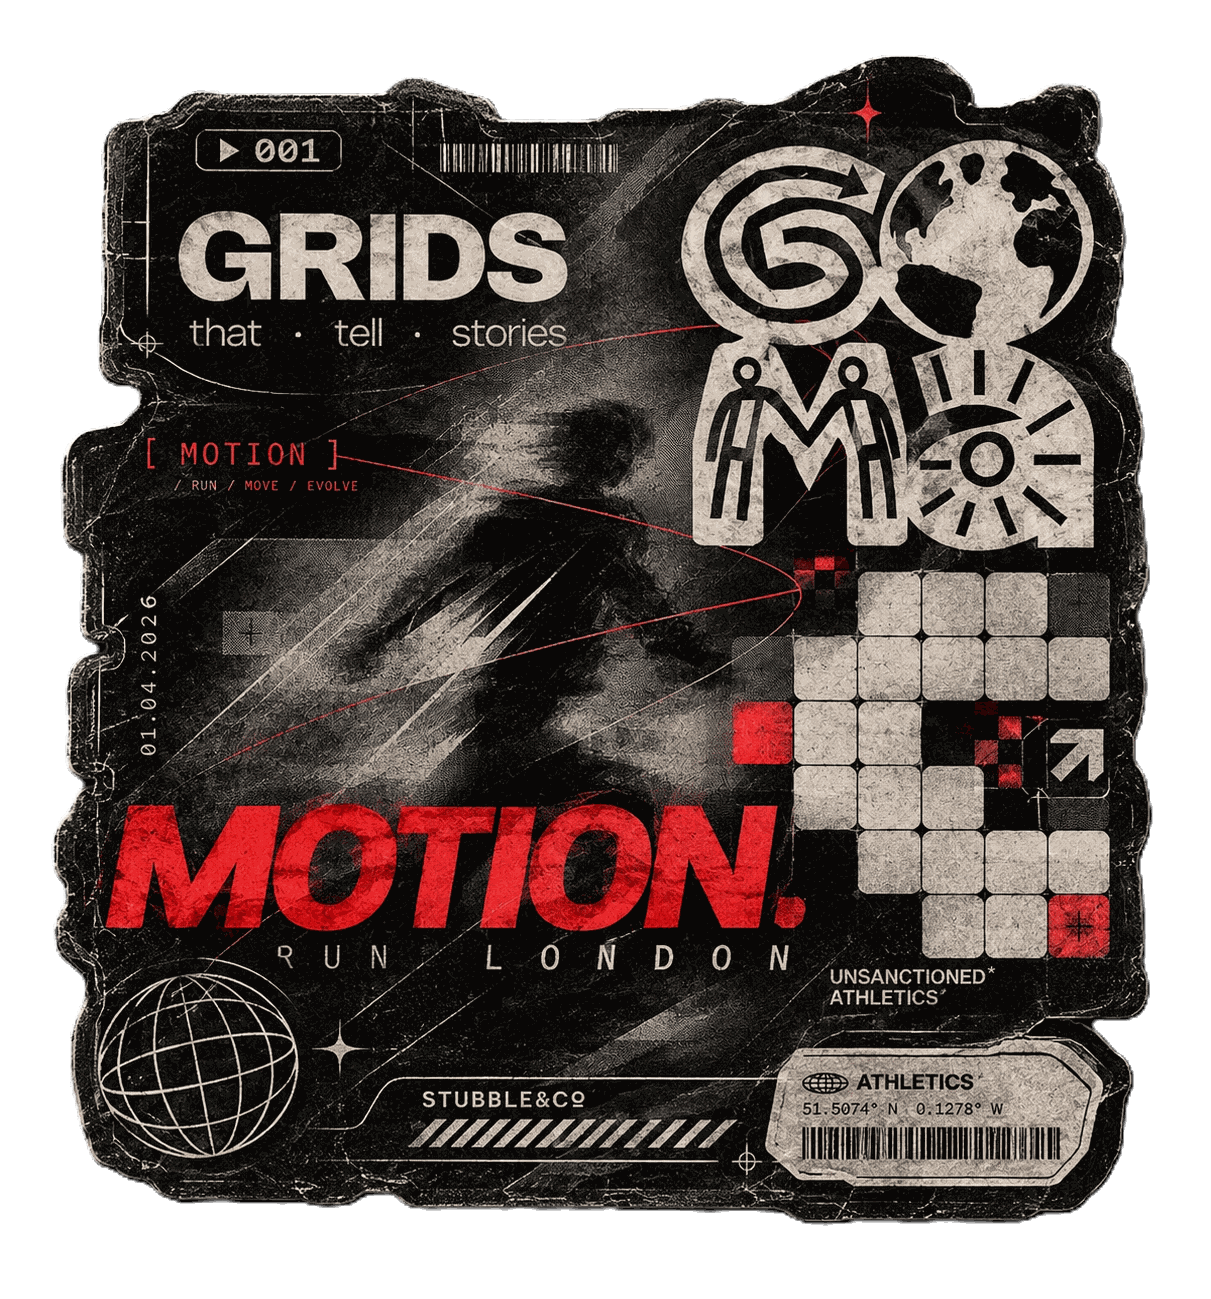 001
GRIDS
that · tell · stories
GOMa
[ MOTION ]
/ RUN / MOVE / EVOLVE
01.04.2026
MOTION.
RUN LONDON
UNSANCTIONED*
ATHLETICS*
STUBBLE&Cº
ATHLETICS*
51.5074° N 0.1278° W